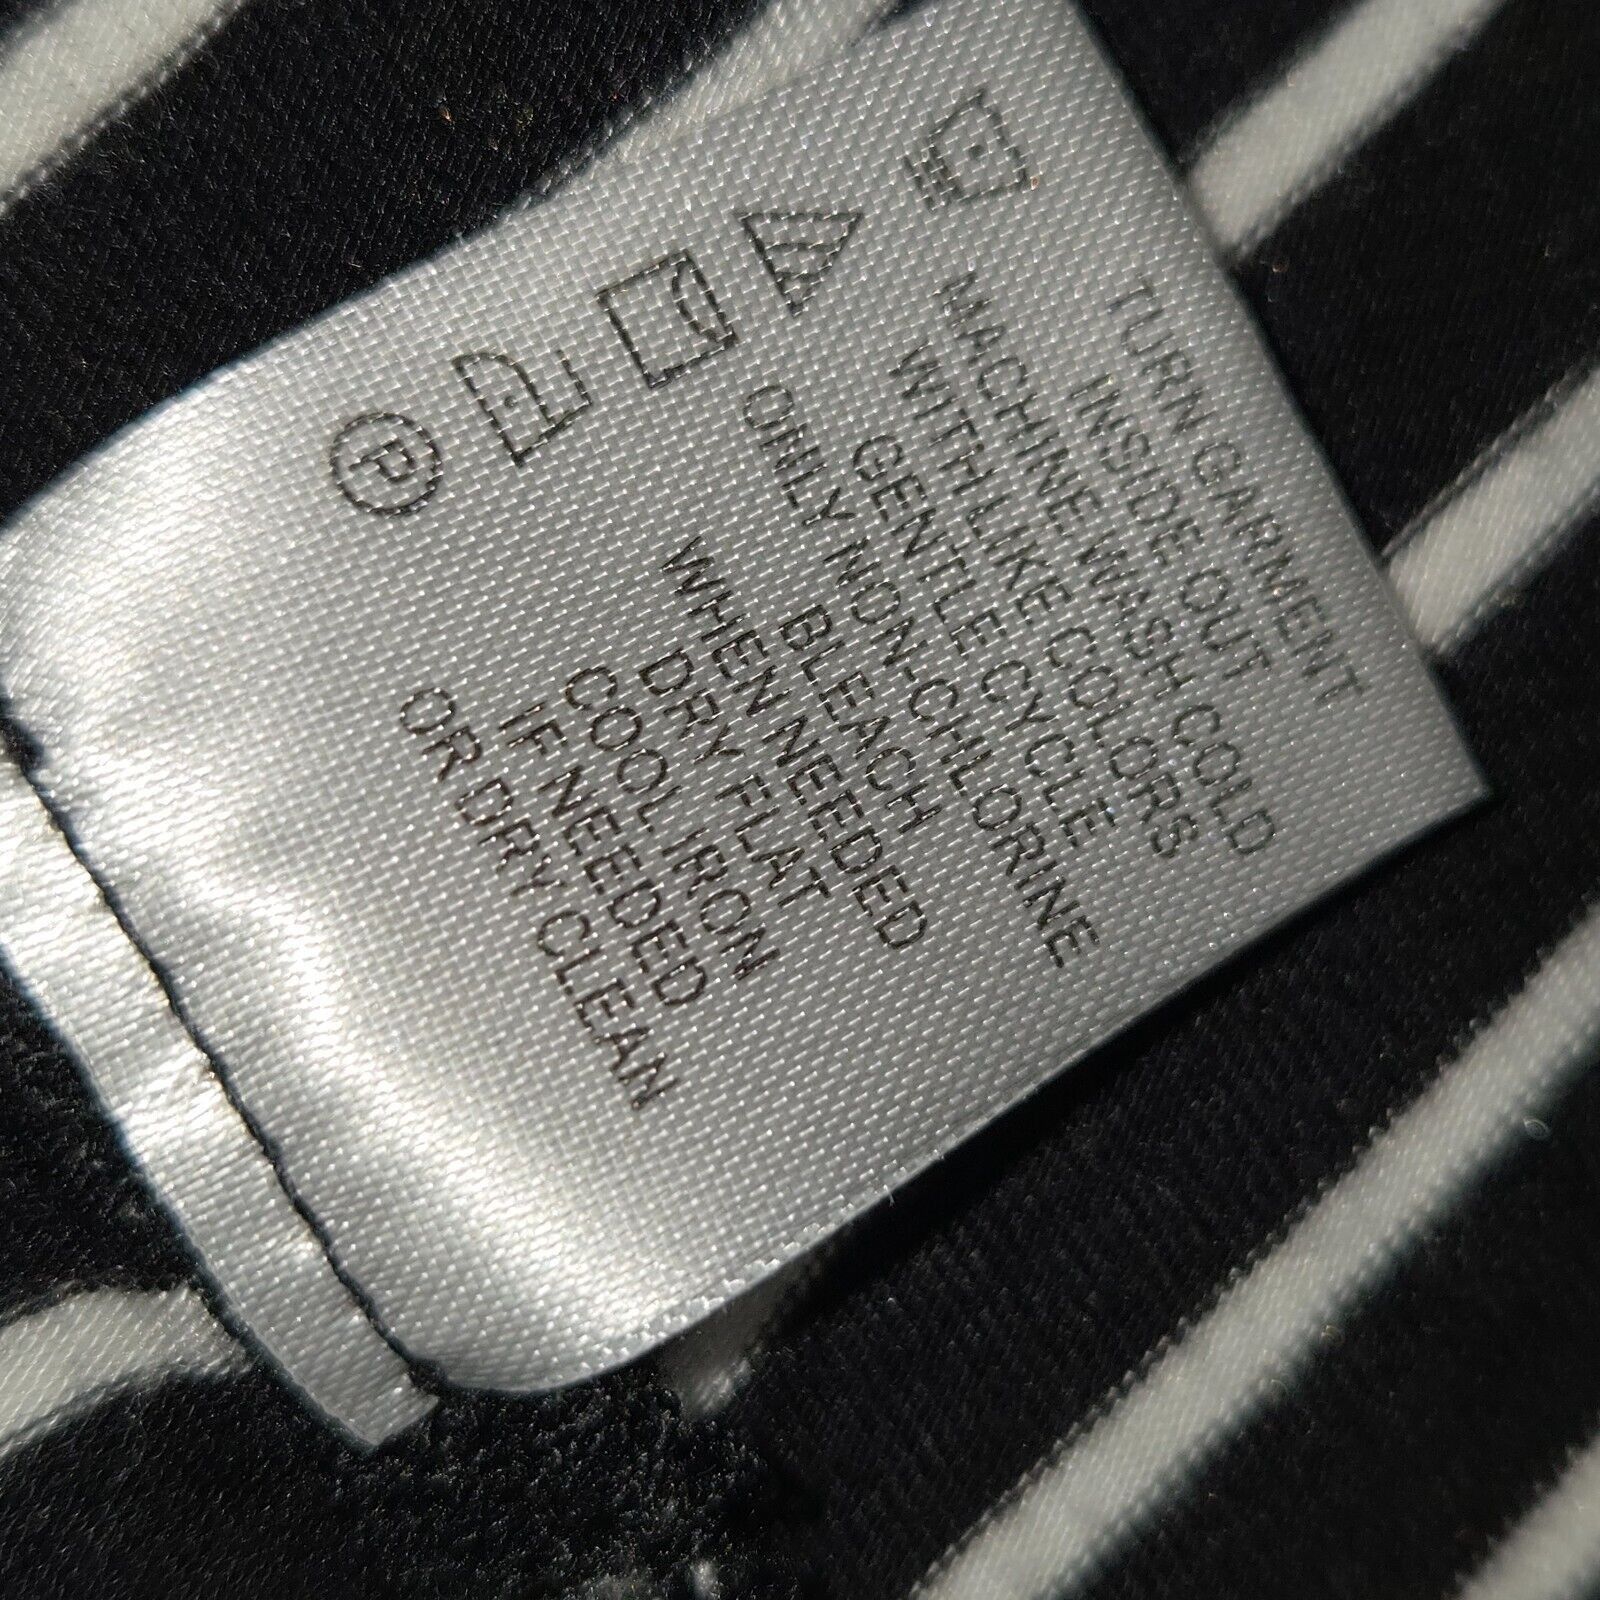 TURN GARMENT
INSIDE OUT
MACHINE WASH COLD
WITH LIKE COLORS
GENTLE CYCLE
ONLY NON-CHLORINE
BLEACH
WHEN NEEDED
DRY FLAT
COOL IRON
IF NEEDED
OR DRY CLEAN
P